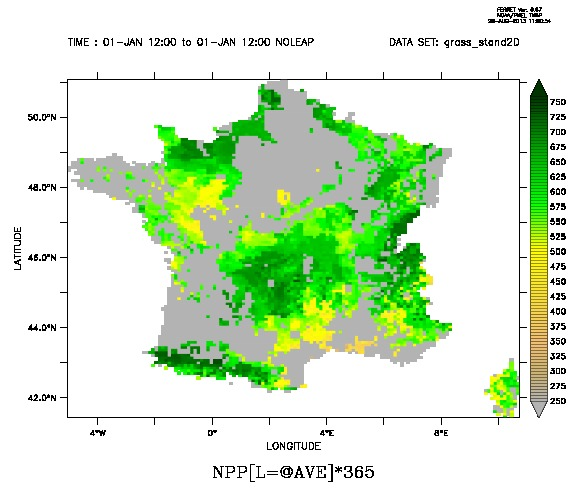 FERRET Ver. 6.67
NOAA/PMEL TMAP
TIME : 01-JAN 12:00 to 01-JAN 12:00 NOLEAP
DATA SET: grass_stand2D
50.0°N
48.0°N
46.0°N
44.0°N
42.0°N
LATITUDE
4°W
0°
4°E
8°E
LONGITUDE
750
725
700
675
650
625
600
575
550
525
500
475
450
425
400
375
350
325
300
275
250
NPP[L=@AVE]*365